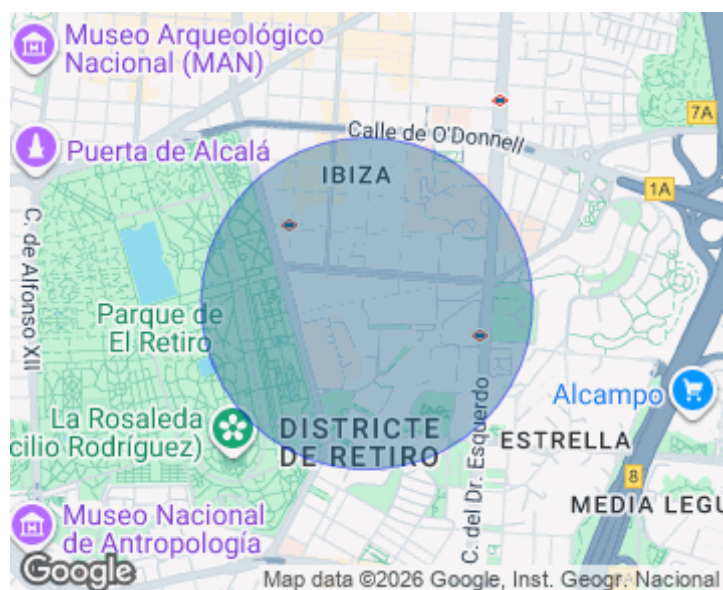 Museo Arqueológico
Nacional (MAN)
7A
Calle de O'Donnell
Puerta de Alcalá
IBIZA
1A
C. de Alfonso XII
Parque de
El Retiro
Alcampo
La Rosaleda
cilio Rodríguez)
DISTRICTE
DE RETIRO
C. del Dr. Esquerdo
ESTRELLA
8
MEDIA LEGU
Museo Nacional
de Antropología
Google
Map data ©2026 Google, Inst. Geogr. Nacional